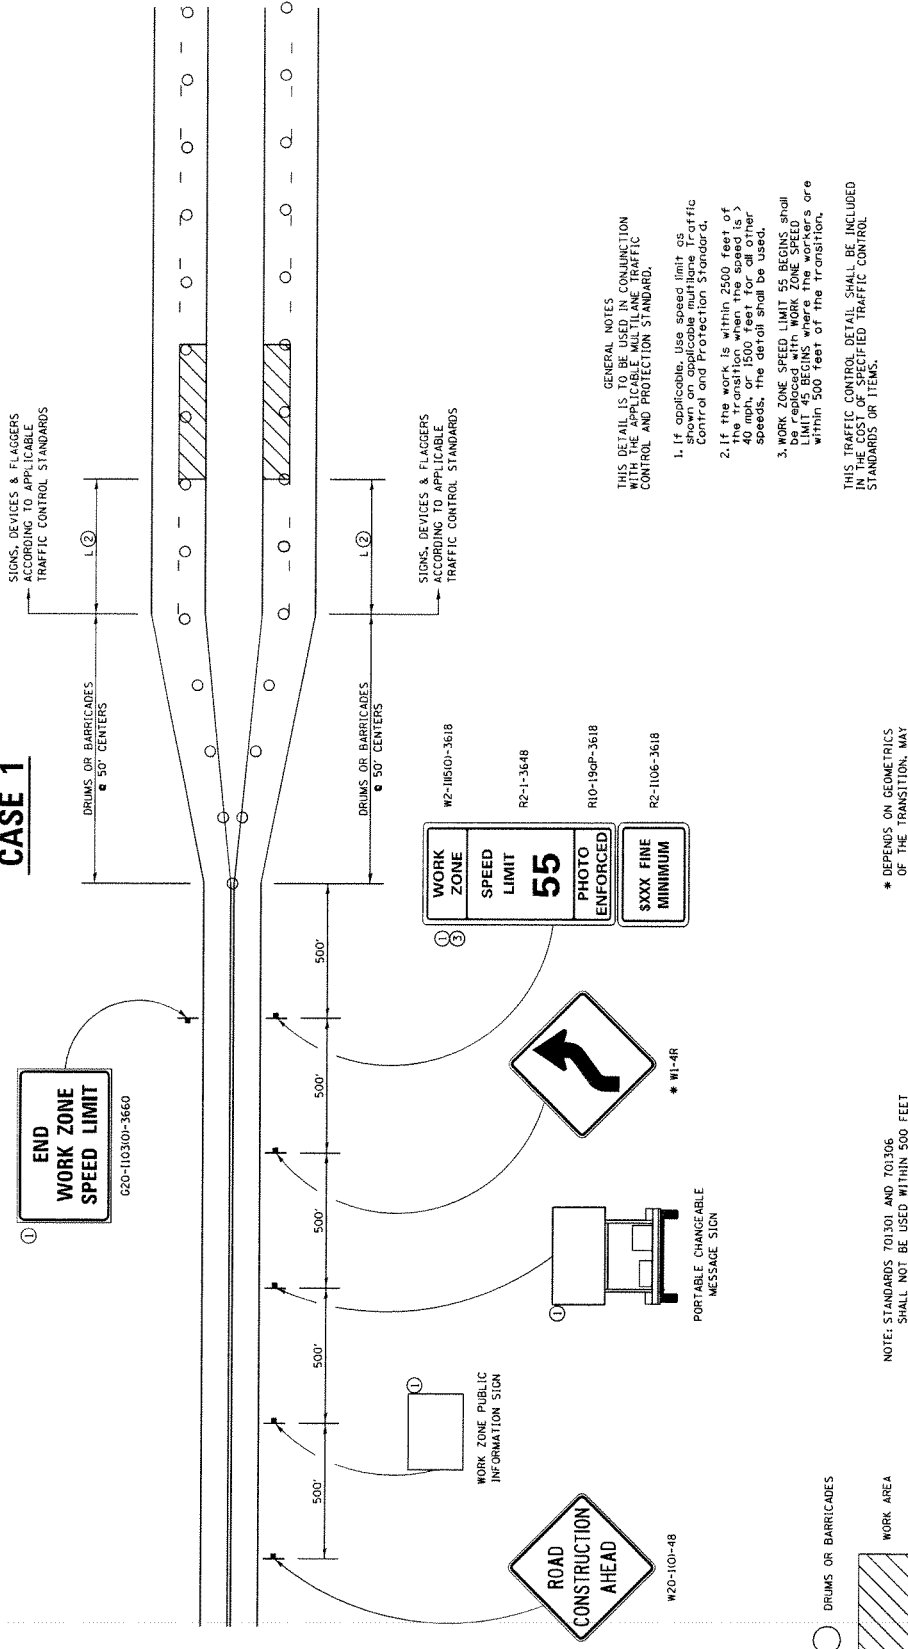 CASE 1
SIGNS, DEVICES & FLAGGERS
ACCORDING TO APPLICABLE
TRAFFIC CONTROL STANDARDS
DRUMS OR BARRICADES
@ 50' CENTERS
L ②
END
WORK ZONE
SPEED LIMIT
①
G20-I103(O)-3660
500'
500'
500'
500'
500'
L ②
DRUMS OR BARRICADES
@ 50' CENTERS
SIGNS, DEVICES & FLAGGERS
ACCORDING TO APPLICABLE
TRAFFIC CONTROL STANDARDS
ROAD
CONSTRUCTION
AHEAD
W20-1(O)-48
①
WORK ZONE PUBLIC
INFORMATION SIGN
①
PORTABLE CHANGEABLE
MESSAGE SIGN
* W1-4R
①
③
WORK
ZONE
SPEED
LIMIT
55
PHOTO
ENFORCED
$XXX FINE
MINIMUM
W2-I115(O)-3618
R2-1-3648
R10-I90P-3618
R2-I106-3618
GENERAL NOTES
THIS DETAIL IS TO BE USED IN CONJUNCTION
WITH THE APPLICABLE MULTILANE TRAFFIC
CONTROL AND PROTECTION STANDARD.
1. If applicable, Use speed limit as
shown on applicable multilane Traffic
Control and Protection Standard.
2. If the work is within 2500 feet of
the transition when the speed is >
40 mph, or 1500 feet for all other
speeds, the detail shall be used.
3. WORK ZONE SPEED LIMIT 55 BEGINS shall
be replaced with WORK ZONE SPEED
LIMIT 45 BEGINS where the workers are
within 500 feet of the transition.
THIS TRAFFIC CONTROL DETAIL SHALL BE INCLUDED
IN THE COST OF SPECIFIED TRAFFIC CONTROL
STANDARDS OR ITEMS.
DRUMS OR BARRICADES
WORK AREA
NOTE: STANDARDS 701301 AND 701306
SHALL NOT BE USED WITHIN 500 FEET
* DEPENDS ON GEOMETRICS
OF THE TRANSITION. MAY